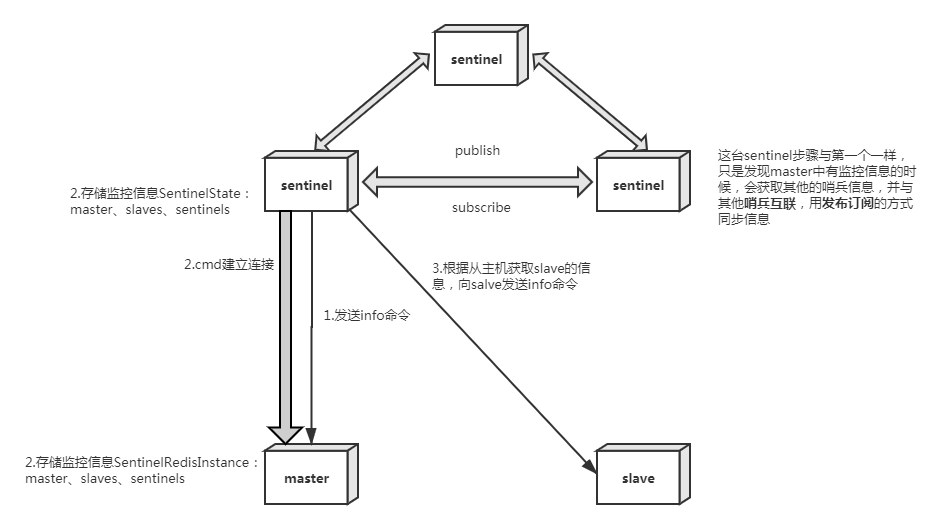 sentinel
publish
sentinel
sentinel
subscribe
这台sentinel步骤与第一个一样，
只是发现master中有监控信息的时
候，会获取其他的哨兵信息，并与
其他哨兵互联，用发布订阅的方式
同步信息
2.存储监控信息SentinelState：
master、slaves、sentinels
2.cmd建立连接
3.根据从主机获取slave的信
息，向salve发送info命令
1.发送info命令
2.存储监控信息SentinelRedisInstance：
master、slaves、sentinels
master
slave